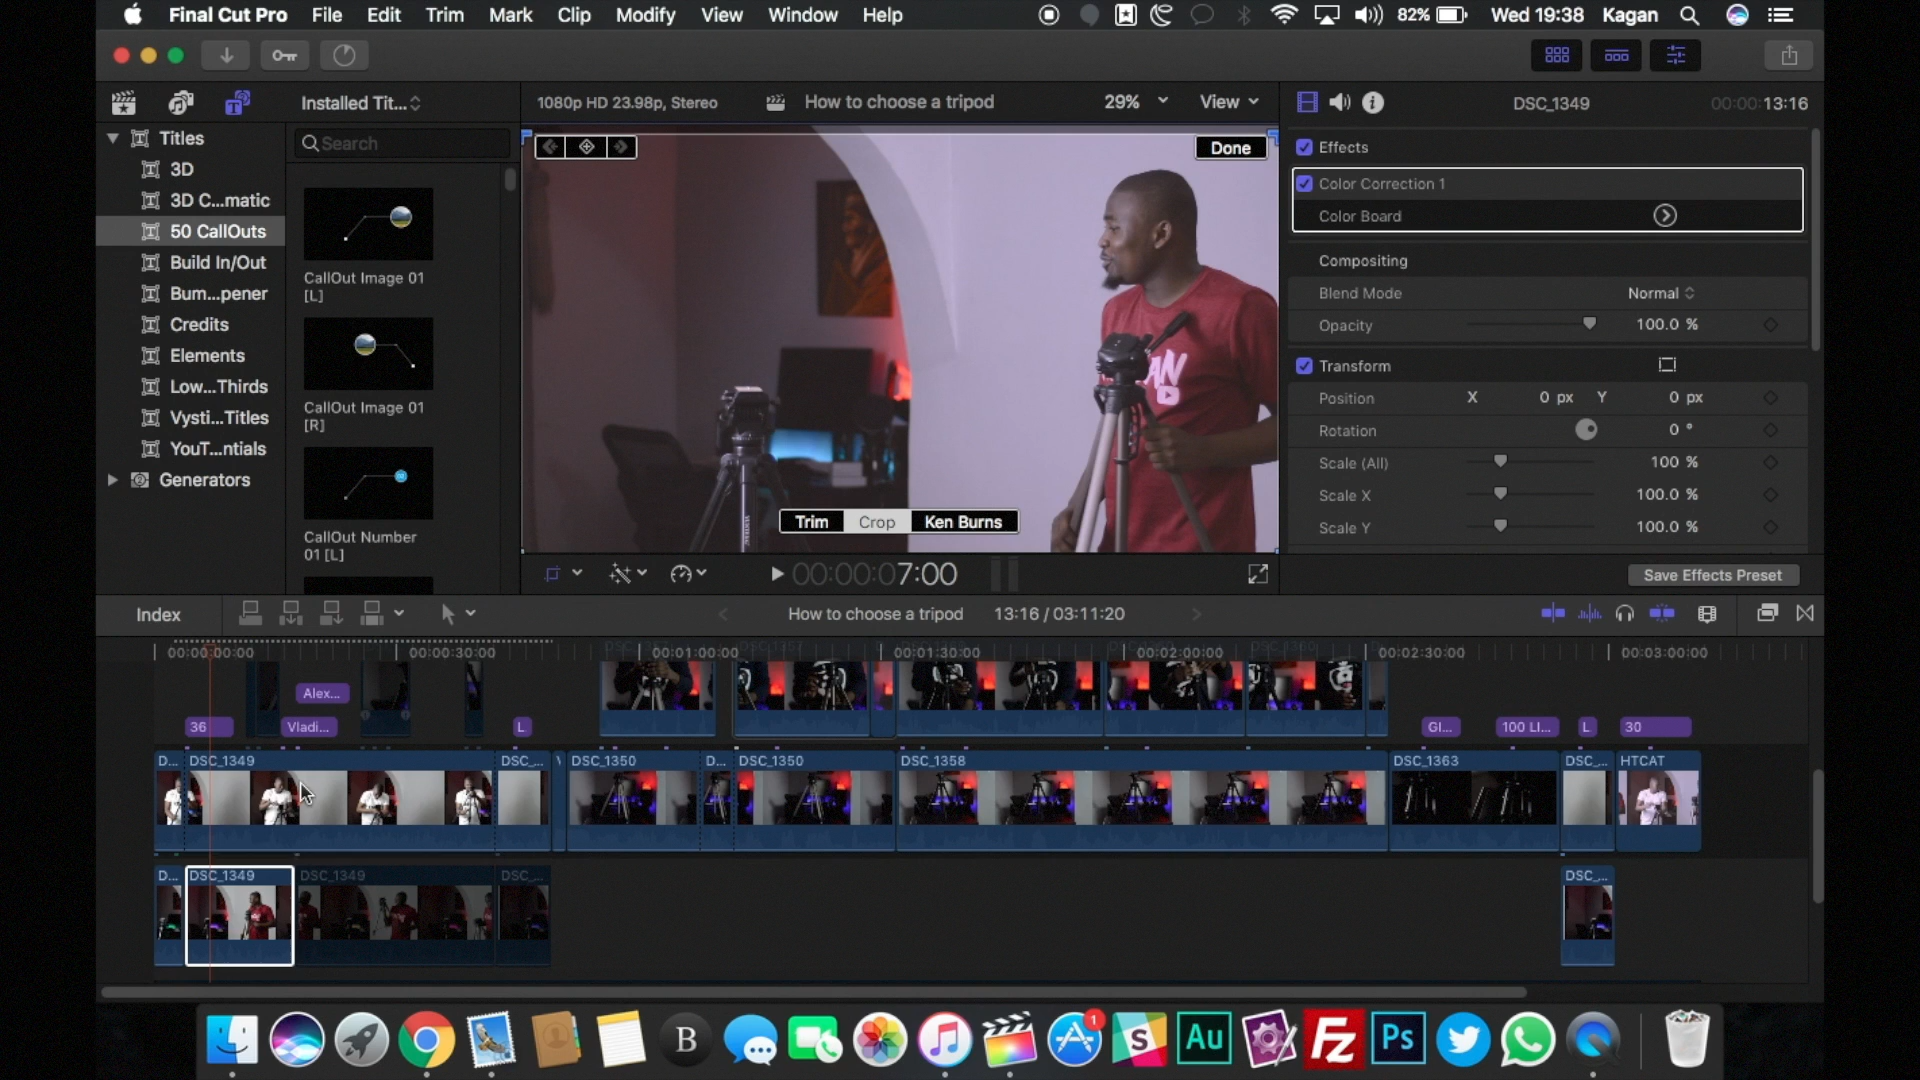 Final Cut Pro File Edit Trim Mark Clip Modify View Window Help 82% Wed 19:38 Kagan
Installed Tit... 1080p HD 23.98p, Stereo How to choose a tripod 29% View DSC_1349 00:00:13:16
Titles
Search
3D
3D C...matic
50 CallOuts
Build In/Out
Bum...pener
Credits
Elements
Low...Thirds
Vysti...Titles
YouT...ntials
Generators
CallOut Image 01
[L]
CallOut Image 01
[R]
CallOut Number
01 [L]
Done
AN
Trim Crop Ken Burns
00:00:07:00
Effects
Color Correction 1
Color Board
Compositing
Blend Mode Normal
Opacity 100.0 %
Transform
Position X 0 px Y 0 px
Rotation 0 °
Scale (All) 100 %
Scale X 100.0 %
Scale Y 100.0 %
Save Effects Preset
Index How to choose a tripod 13:16 / 03:11:20
00:00:00:00 00:00:30:00 00:01:00:00 00:01:30:00 00:02:00:00 00:02:30:00 00:03:00:00
Alex...
36 Vladi... L GI... 100 LI... L 30
D... DSC_1349 DSC_... DSC_1350 D... DSC_1350 DSC_1358 DSC_1363 DSC_... HTCAT
D... DSC_1349 DSC_1349 DSC_... DSC_...
B 1 S Au Fz Ps